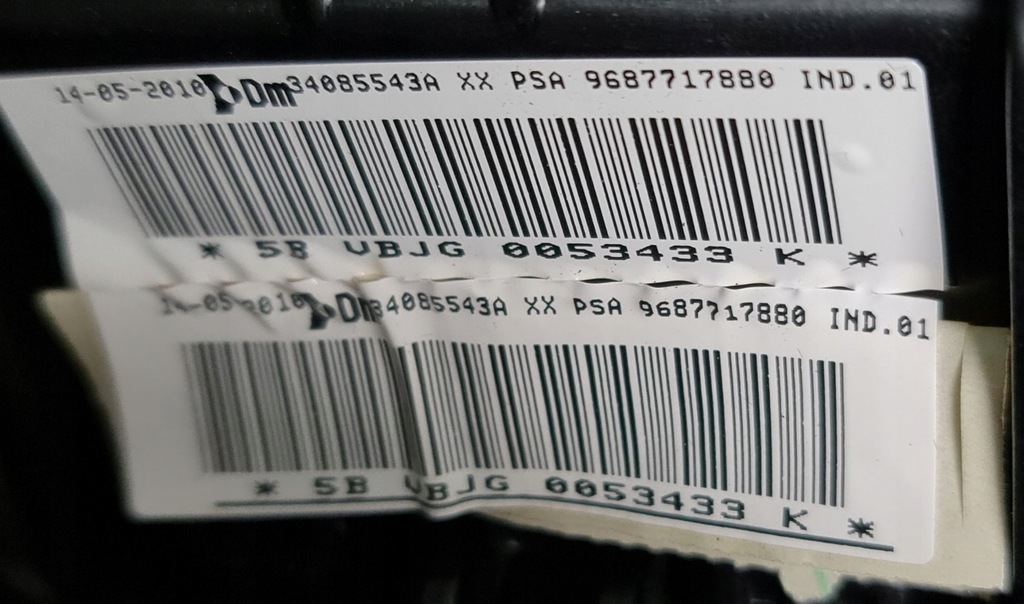 14-05-2010 Dm 34085543A XX PSA 9687717880 IND.01
* 5B VBJG 0053433 K *
14-05-2010 Dm 34085543A XX PSA 9687717880 IND.01
* 5B VBJG 0053433 K *